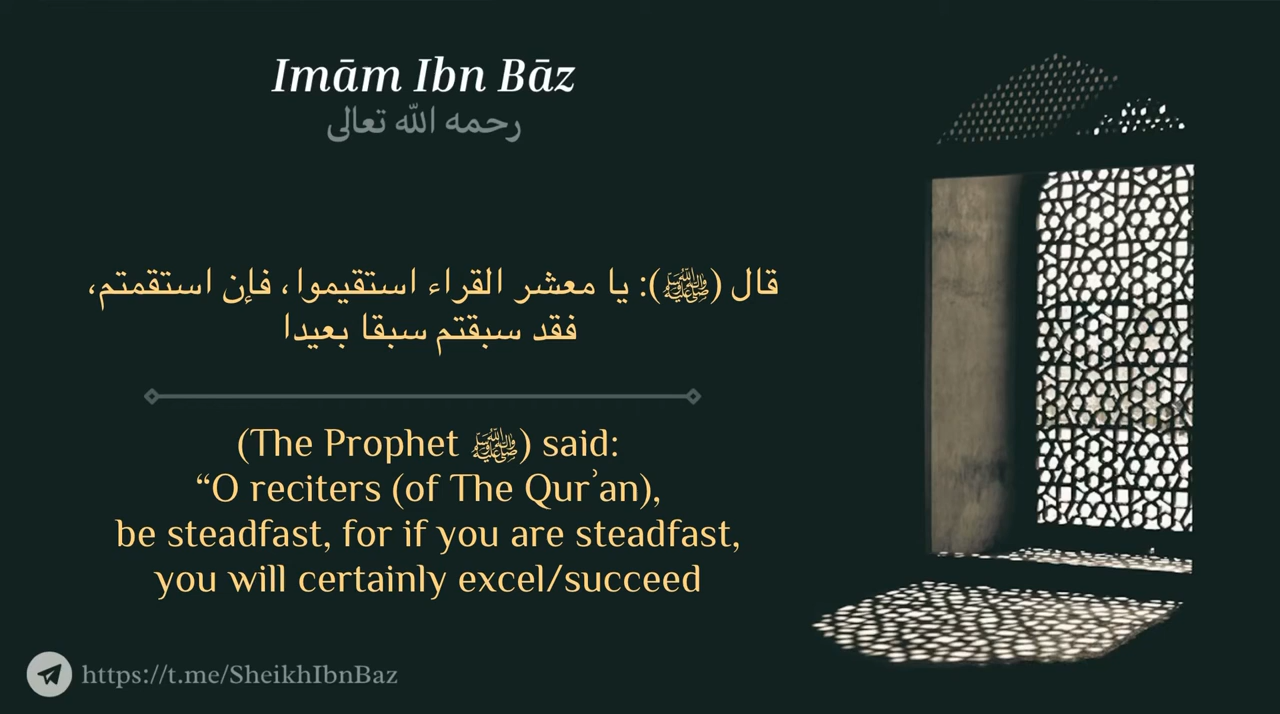 Imām Ibn Bāz
رحمه الله تعالى
قال (ﷺ): يا معشر القراء استقيموا، فإن استقمتم،
فقد سبقتم سبقا بعيدا
(The Prophet ﷺ) said:
“O reciters (of The Qurʾan),
be steadfast, for if you are steadfast,
you will certainly excel/succeed
https://t.me/SheikhIbnBaz